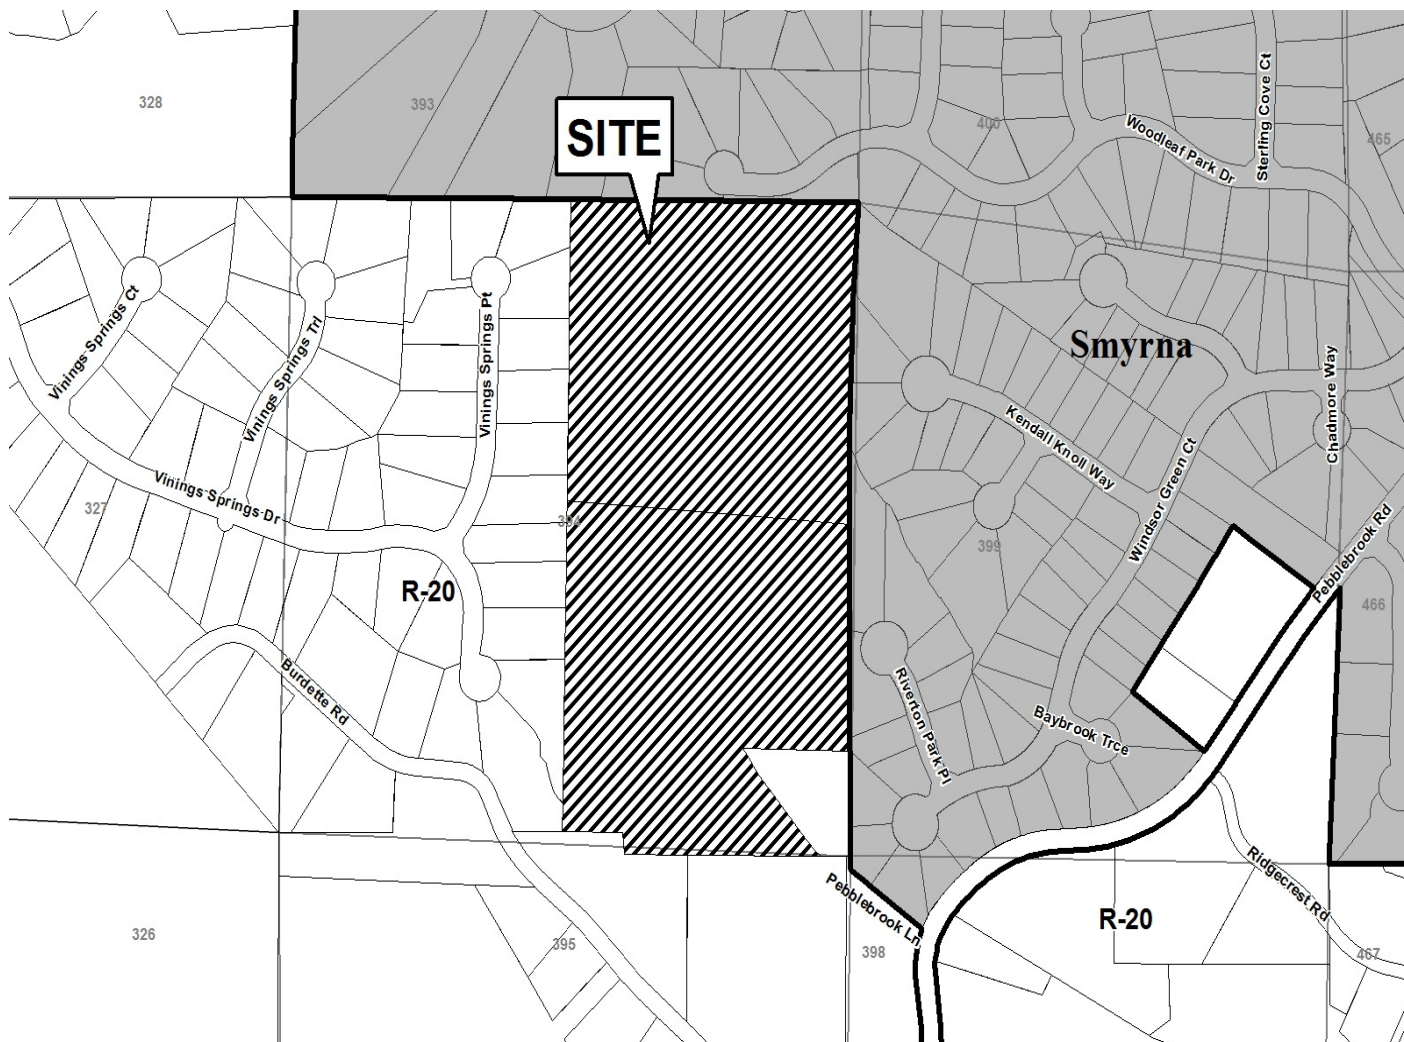 328
393
400
465
SITE
Woodleaf Park Dr
Sterling Cove Ct
Smyrna
Vinings Springs Ct
Vinings Springs Trl
Vinings Springs Pt
Chadmore Way
Kendall Knoll Way
Windsor Green Ct
Vinings Springs Dr
327
394
399
Pebblebrook Rd
R-20
466
Burdette Rd
Riverton Park Pl
Baybrook Trce
Ridgecrest Rd
Pebblebrook Ln
R-20
326
395
398
467